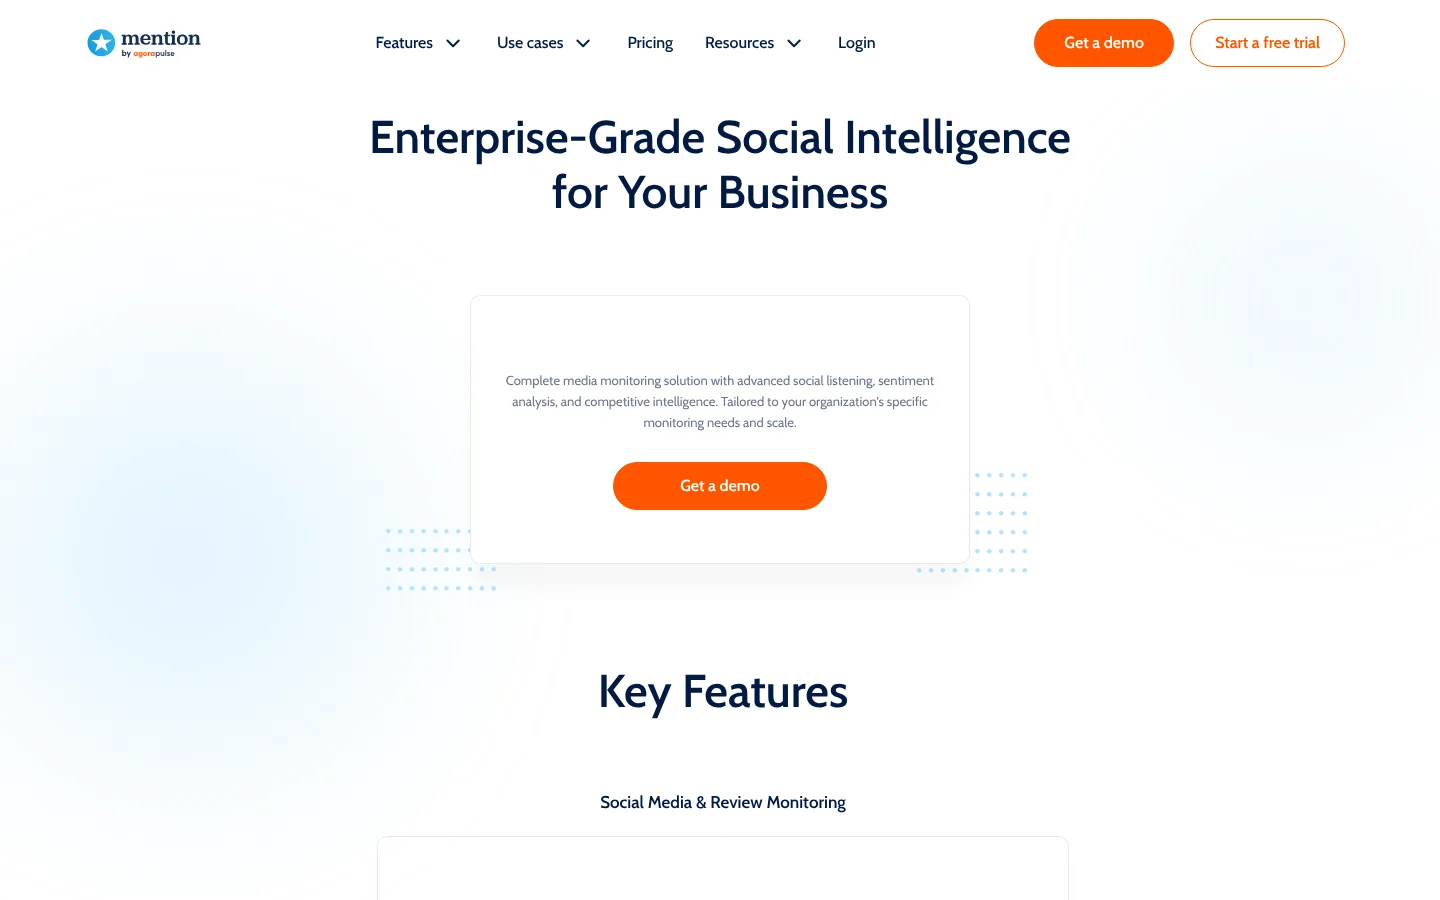 mention
by agorapulse
Features
Use cases
Pricing
Resources
Login
Get a demo
Start a free trial
Enterprise-Grade Social Intelligence
for Your Business
Complete media monitoring solution with advanced social listening, sentiment
analysis, and competitive intelligence. Tailored to your organization's specific
monitoring needs and scale.
Get a demo
Key Features
Social Media & Review Monitoring